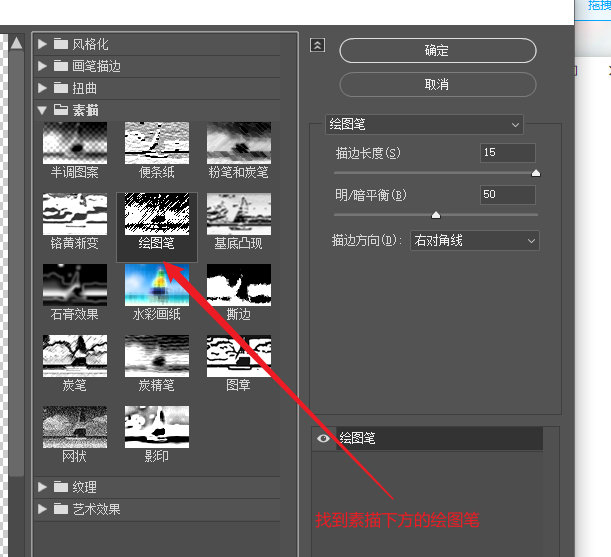 拖拽
风格化
画笔描边
扭曲
素描
半调图案
便条纸
粉笔和炭笔
铬黄渐变
绘图笔
基底凸现
石膏效果
水彩画纸
撕边
炭笔
炭精笔
图章
网状
影印
纹理
艺术效果
确定
取消
绘图笔
描边长度(S)
15
明/暗平衡(B)
50
描边方向(D):
右对角线
绘图笔
找到素描下方的绘图笔